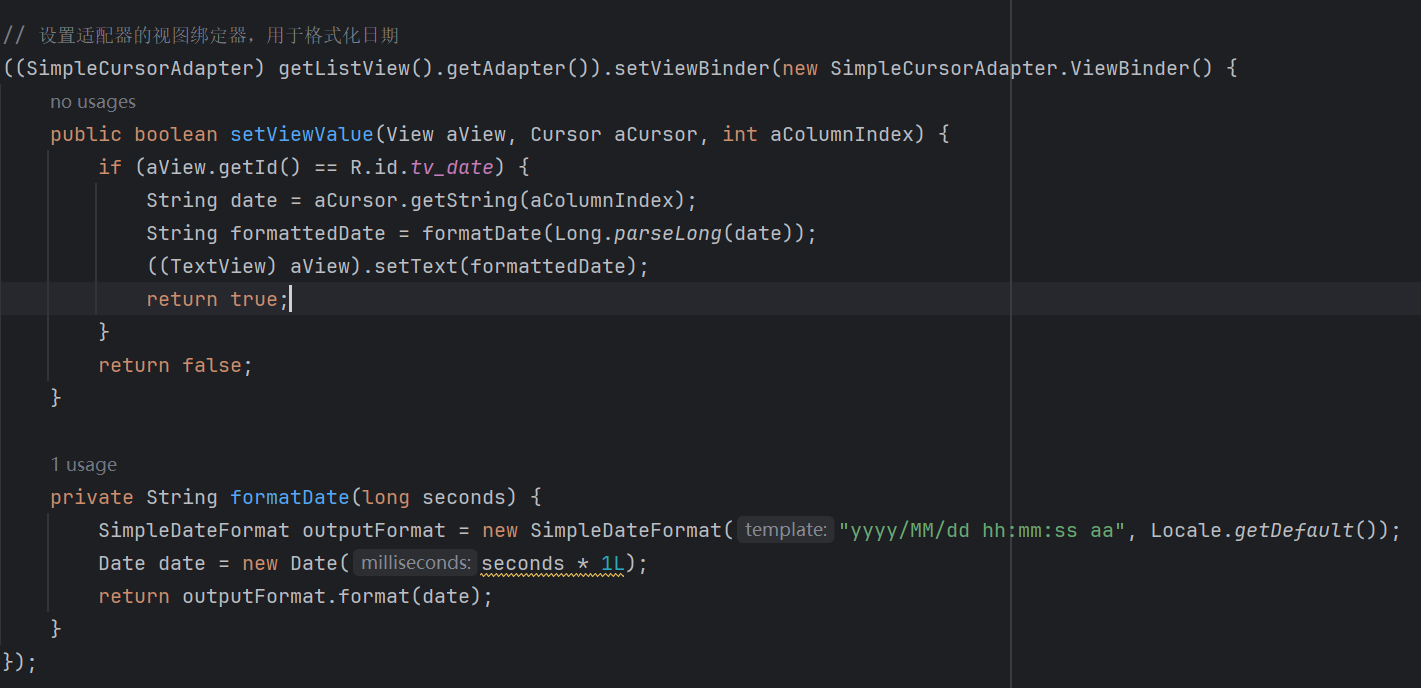 // 设置适配器的视图绑定器，用于格式化日期
((SimpleCursorAdapter) getListView().getAdapter()).setViewBinder(new SimpleCursorAdapter.ViewBinder() {
no usages
public boolean setViewValue(View aView, Cursor aCursor, int aColumnIndex) {
if (aView.getId() == R.id.tv_date) {
String date = aCursor.getString(aColumnIndex);
String formattedDate = formatDate(Long.parseLong(date));
((TextView) aView).setText(formattedDate);
return true;
}
return false;
}
1 usage
private String formatDate(long seconds) {
SimpleDateFormat outputFormat = new SimpleDateFormat( template: "yyyy/MM/dd hh:mm:ss aa", Locale.getDefault());
Date date = new Date( milliseconds: seconds * 1L);
return outputFormat.format(date);
}
});